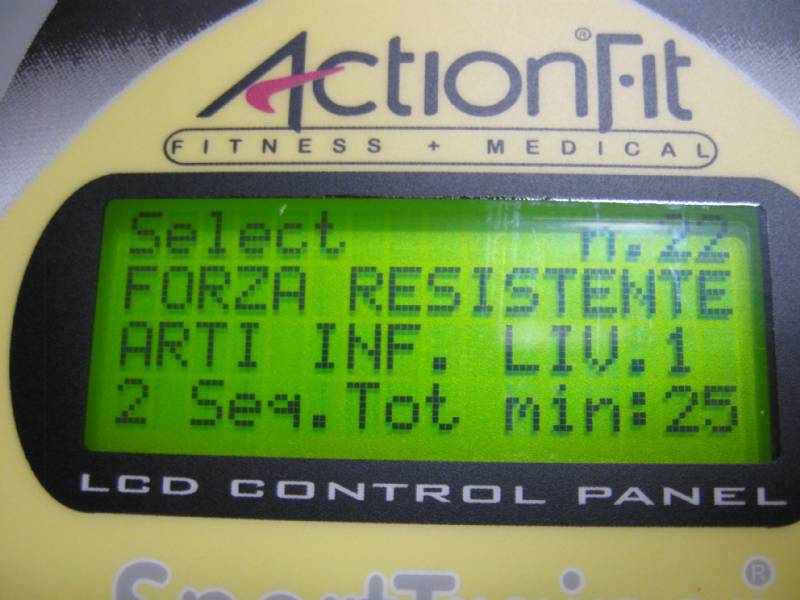 ActionFit®
FITNESS + MEDICAL
Select n.22
FORZA RESISTENTE
ARTI INF. LIV.1
2 Seq.Tot min:25
LCD CONTROL PANEL
SportTrainer®